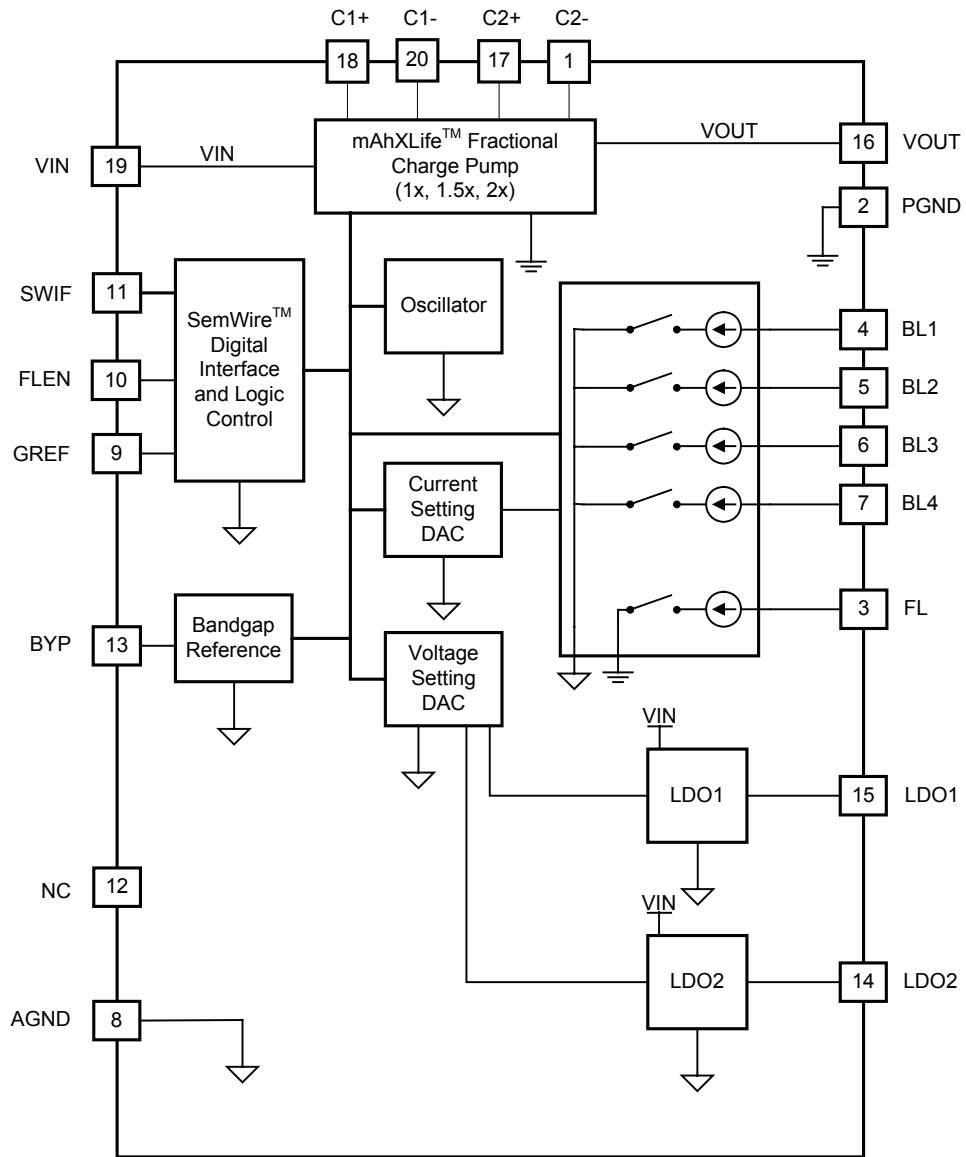 C1+ C1- C2+ C2-
18 20 17 1
mAhXLife™ Fractional
Charge Pump
(1x, 1.5x, 2x)
VIN 19 VIN
VOUT 16 VOUT
2 PGND
SWIF 11
FLEN 10
GREF 9
SemWire™
Digital
Interface
and Logic
Control
Oscillator
4 BL1
5 BL2
6 BL3
7 BL4
3 FL
Current
Setting
DAC
BYP 13
Bandgap
Reference
Voltage
Setting
DAC
VIN
LDO1
15 LDO1
NC 12
VIN
LDO2
14 LDO2
AGND 8